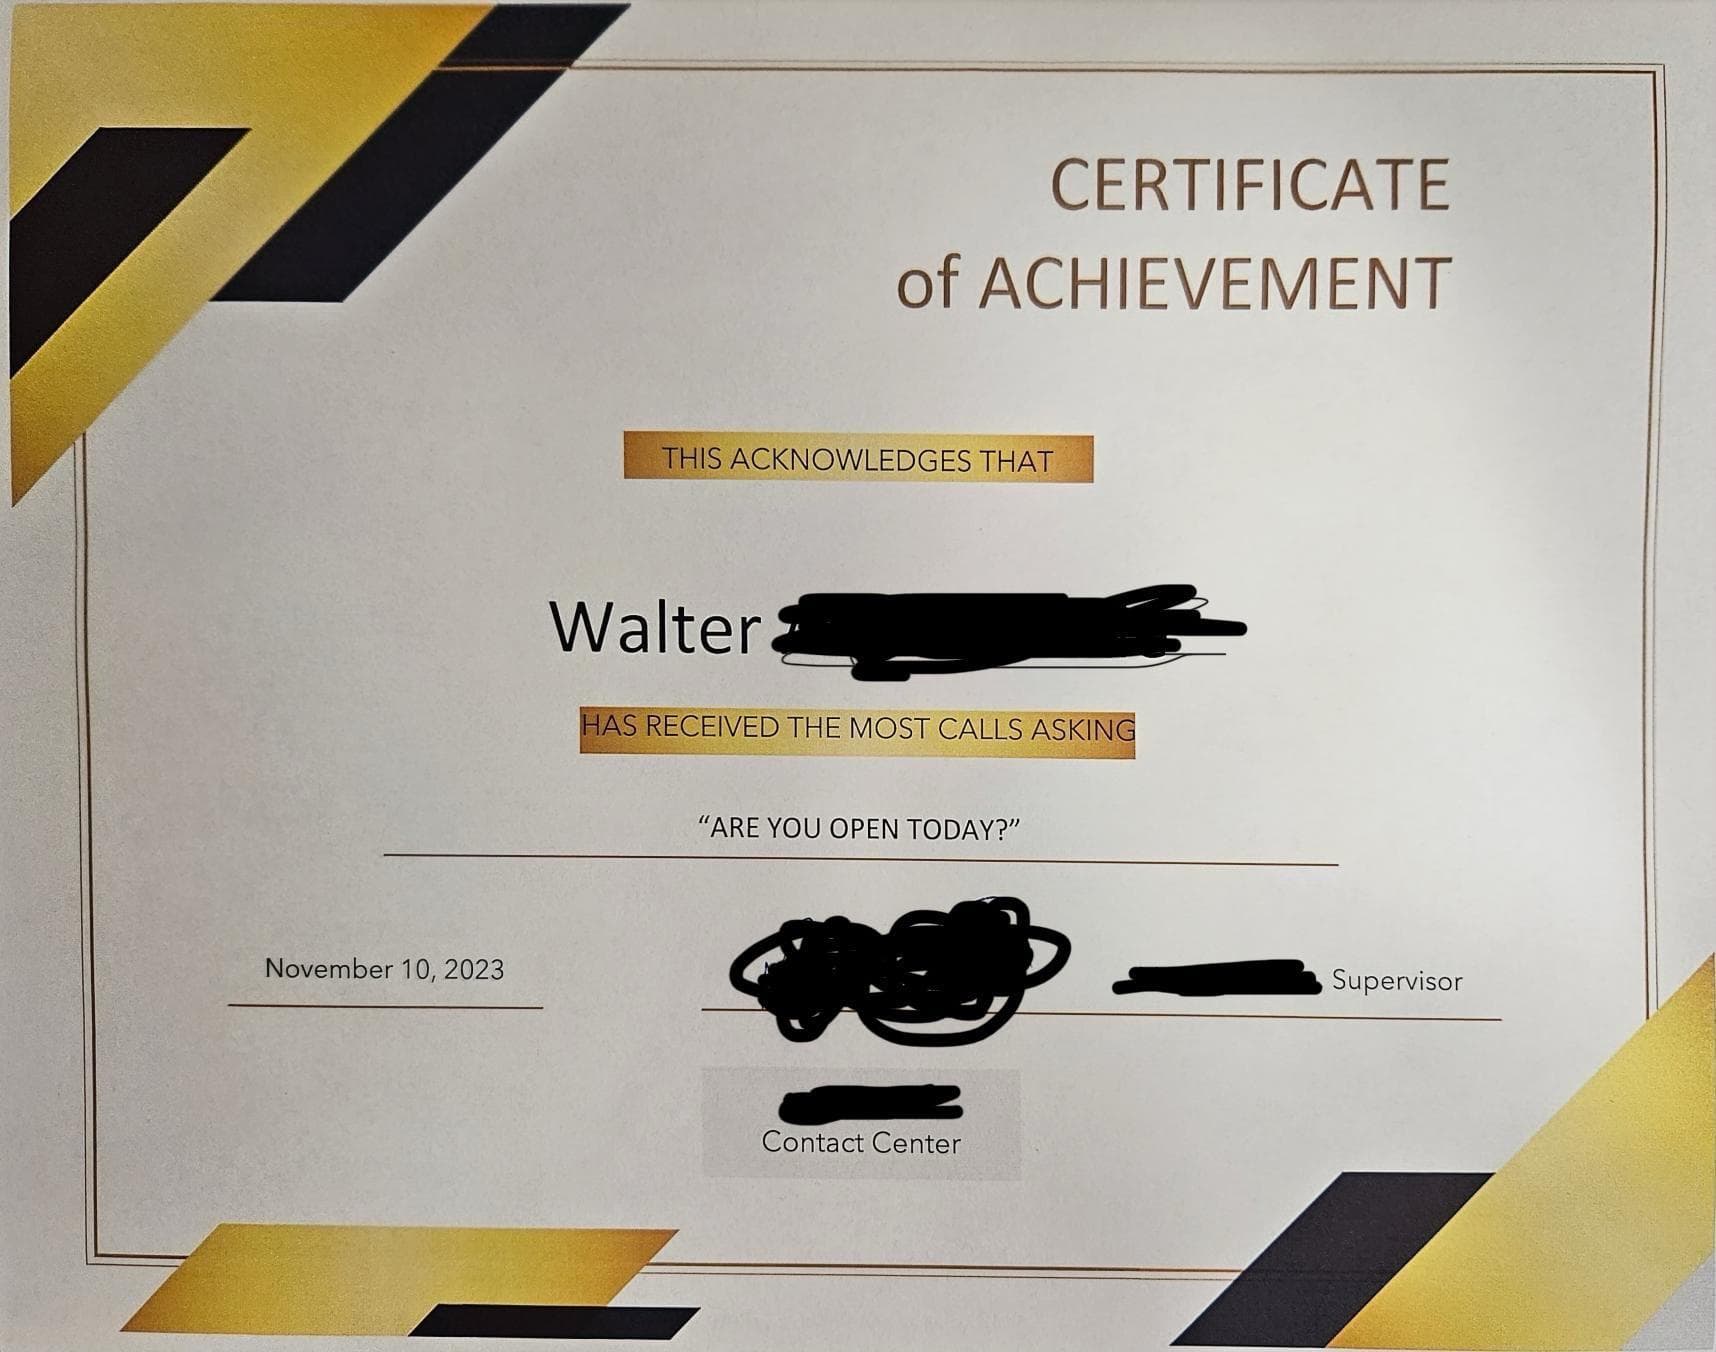 CERTIFICATE
of ACHIEVEMENT
THIS ACKNOWLEDGES THAT
Walter
HAS RECEIVED THE MOST CALLS ASKING
“ARE YOU OPEN TODAY?”
November 10, 2023
Supervisor
Contact Center